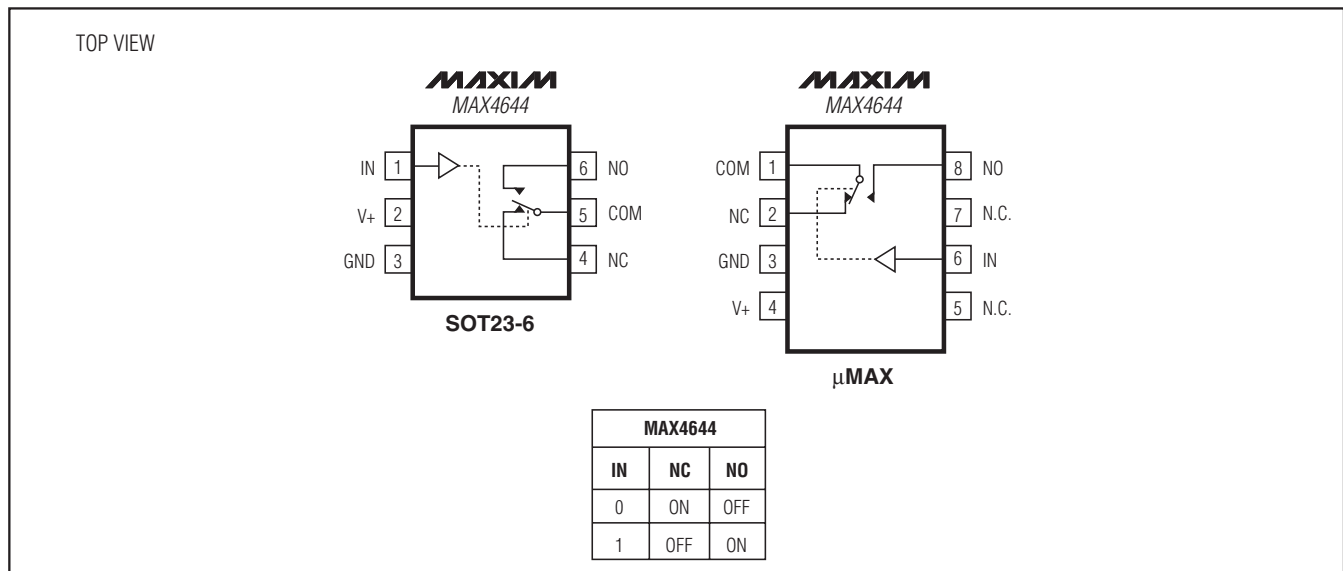 TOP VIEW
MAXIM
MAX4644
IN 1
V+ 2
GND 3
6 NO
5 COM
4 NC
SOT23-6
MAXIM
MAX4644
COM 1
NC 2
GND 3
V+ 4
8 NO
7 N.C.
6 IN
5 N.C.
µMAX
MAX4644
IN NC NO
0 ON OFF
1 OFF ON